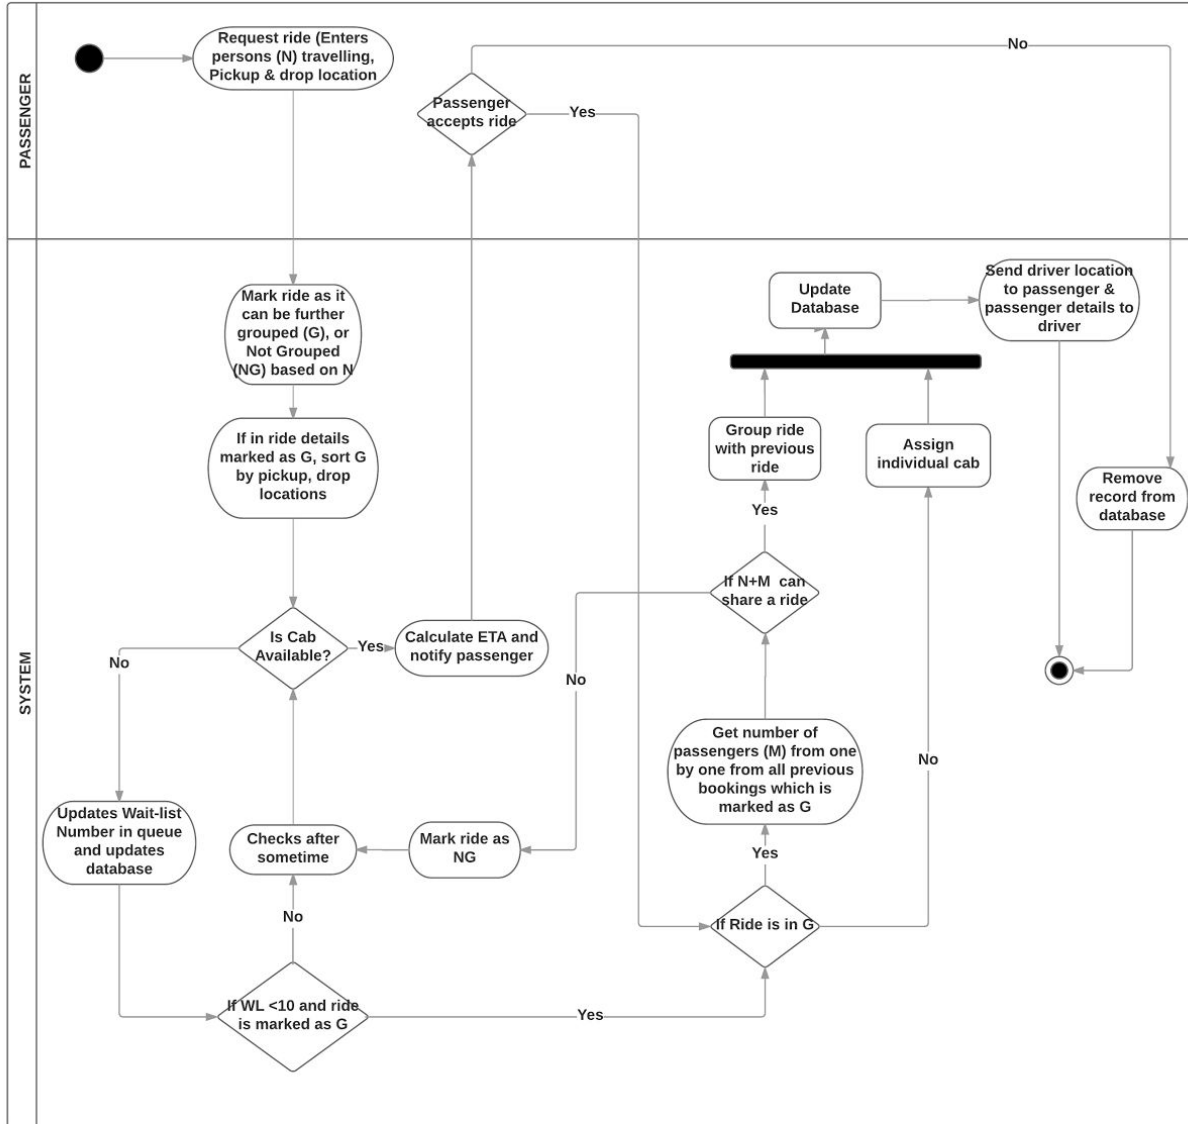 PASSENGER
Request ride (Enters
persons (N) travelling,
Pickup & drop location
Passenger
accepts ride
Yes
No
SYSTEM
Mark ride as it
can be further
grouped (G), or
Not Grouped
(NG) based on N
If in ride details
marked as G, sort G
by pickup, drop
locations
Is Cab
Available?
Yes
No
Calculate ETA and
notify passenger
Updates Wait-list
Number in queue
and updates
database
Checks after
sometime
Mark ride as
NG
No
If WL <10 and ride
is marked as G
Yes
No
Update
Database
Send driver location
to passenger &
passenger details to
driver
Group ride
with previous
ride
Assign
individual cab
Remove
record from
database
Yes
If N+M can
share a ride
Get number of
passengers (M) from one
by one from all previous
bookings which is
marked as G
No
Yes
If Ride is in G